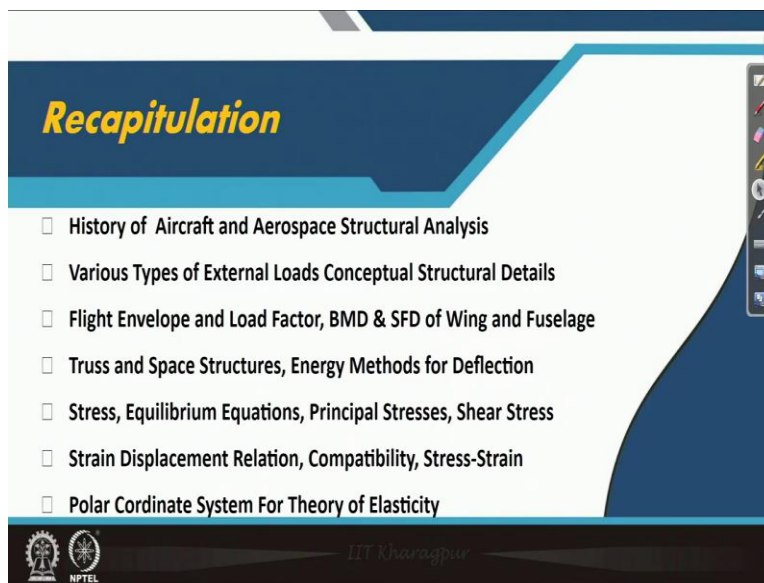 Recapitulation
History of Aircraft and Aerospace Structural Analysis
Various Types of External Loads Conceptual Structural Details
Flight Envelope and Load Factor, BMD & SFD of Wing and Fuselage
Truss and Space Structures, Energy Methods for Deflection
Stress, Equilibrium Equations, Principal Stresses, Shear Stress
Strain Displacement Relation, Compatibility, Stress-Strain
Polar Cordinate System For Theory of Elasticity
IIT Kharagpur
NPTEL